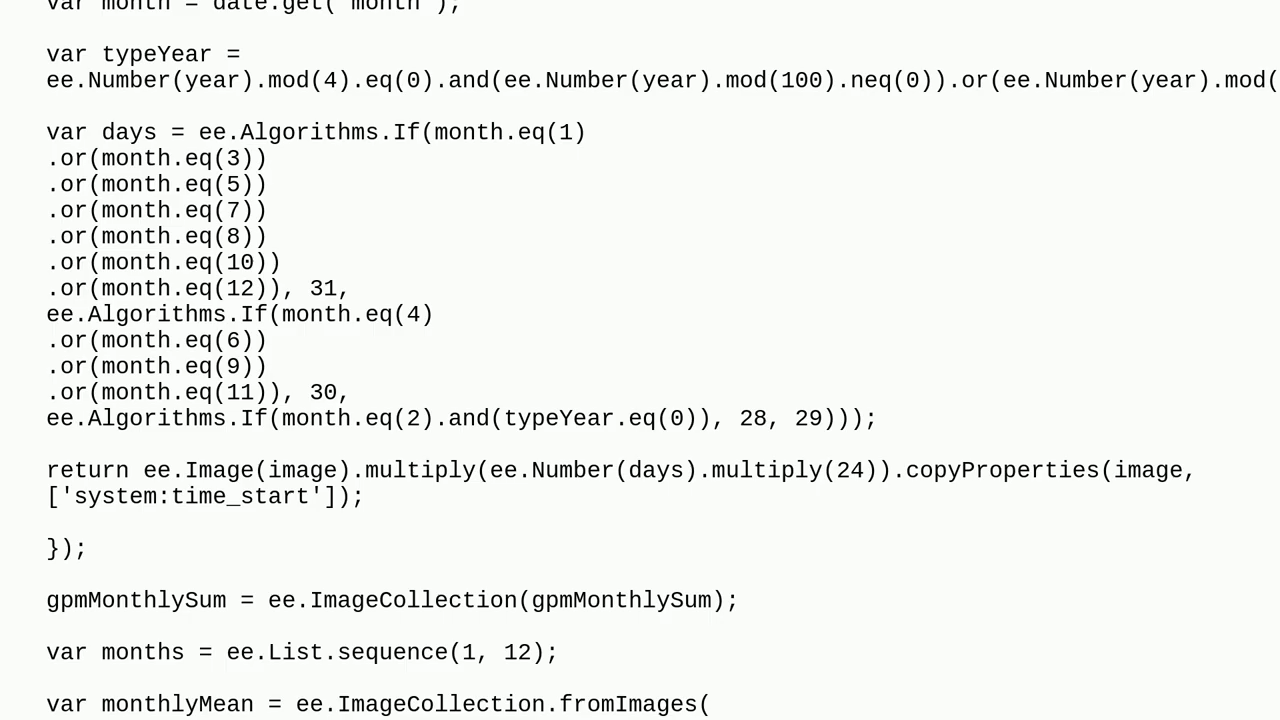 var month = date.get('month');
var typeYear =
ee.Number(year).mod(4).eq(0).and(ee.Number(year).mod(100).neq(0)).or(ee.Number(year).mod(
var days = ee.Algorithms.If(month.eq(1)
.or(month.eq(3))
.or(month.eq(5))
.or(month.eq(7))
.or(month.eq(8))
.or(month.eq(10))
.or(month.eq(12)), 31,
ee.Algorithms.If(month.eq(4)
.or(month.eq(6))
.or(month.eq(9))
.or(month.eq(11)), 30,
ee.Algorithms.If(month.eq(2).and(typeYear.eq(0)), 28, 29)));
return ee.Image(image).multiply(ee.Number(days).multiply(24)).copyProperties(image,
['system:time_start']);
});
gpmMonthlySum = ee.ImageCollection(gpmMonthlySum);
var months = ee.List.sequence(1, 12);
var monthlyMean = ee.ImageCollection.fromImages(